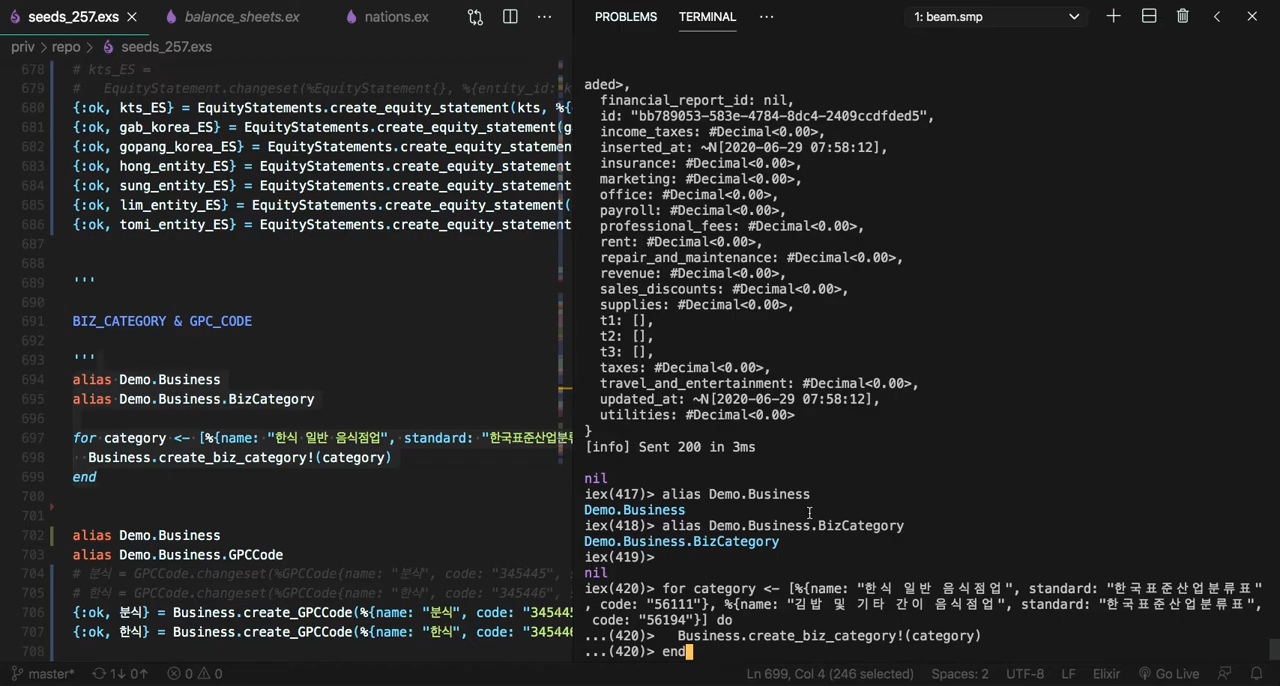 seeds_257.exs
balance_sheets.ex
nations.ex
PROBLEMS
TERMINAL
1: beam.smp
priv > repo > seeds_257.exs
678 # kts_ES =
679 #   EquityStatement.changeset(%EquityStatement{}, %{entity_id: k
680 {:ok, kts_ES} = EquityStatements.create_equity_statement(kts, %{
681 {:ok, gab_korea_ES} = EquityStatements.create_equity_statement(g
682 {:ok, gopang_korea_ES} = EquityStatements.create_equity_statemen
683 {:ok, hong_entity_ES} = EquityStatements.create_equity_statement
684 {:ok, sung_entity_ES} = EquityStatements.create_equity_statement
685 {:ok, lim_entity_ES} = EquityStatements.create_equity_statement(
686 {:ok, tomi_entity_ES} = EquityStatements.create_equity_statement
687
688
689 '''
690
691 BIZ_CATEGORY & GPC_CODE
692
693 '''
694 alias Demo.Business
695 alias Demo.Business.BizCategory
696
697 for category <- [%{name: "한식 일반 음식점업", standard: "한국표준산업분류
698   Business.create_biz_category!(category)
699 end
700
701
702 alias Demo.Business
703 alias Demo.Business.GPCCode
704 # 분식 = GPCCode.changeset(%GPCCode{name: "분식", code: "345445", s
705 # 한식 = GPCCode.changeset(%GPCCode{name: "한식", code: "345446", s
706 {:ok, 분식} = Business.create_GPCCode(%{name: "분식", code: "34544
707 {:ok, 한식} = Business.create_GPCCode(%{name: "한식", code: "345446
708
aded>,
financial_report_id: nil,
id: "bb789053-583e-4784-8dc4-2409ccdfded5",
income_taxes: #Decimal<0.00>,
inserted_at: ~N[2020-06-29 07:58:12],
insurance: #Decimal<0.00>,
marketing: #Decimal<0.00>,
office: #Decimal<0.00>,
payroll: #Decimal<0.00>,
professional_fees: #Decimal<0.00>,
rent: #Decimal<0.00>,
repair_and_maintenance: #Decimal<0.00>,
revenue: #Decimal<0.00>,
sales_discounts: #Decimal<0.00>,
supplies: #Decimal<0.00>,
t1: [],
t2: [],
t3: [],
taxes: #Decimal<0.00>,
travel_and_entertainment: #Decimal<0.00>,
updated_at: ~N[2020-06-29 07:58:12],
utilities: #Decimal<0.00>
}
[info] Sent 200 in 3ms
nil
iex(417)> alias Demo.Business
Demo.Business
iex(418)> alias Demo.Business.BizCategory
Demo.Business.BizCategory
iex(419)>
nil
iex(420)> for category <- [%{name: "한식 일반 음식점업", standard: "한국표준산업분류표"
, code: "56111"}, %{name: "김밥 및 기타 간이 음식점업", standard: "한국표준산업분류표",
code: "56194"}] do
...(420)>   Business.create_biz_category!(category)
...(420)> end
master*
1↓ 0↑
0 0
Ln 699, Col 4 (246 selected)
Spaces: 2
UTF-8
LF
Elixir
Go Live